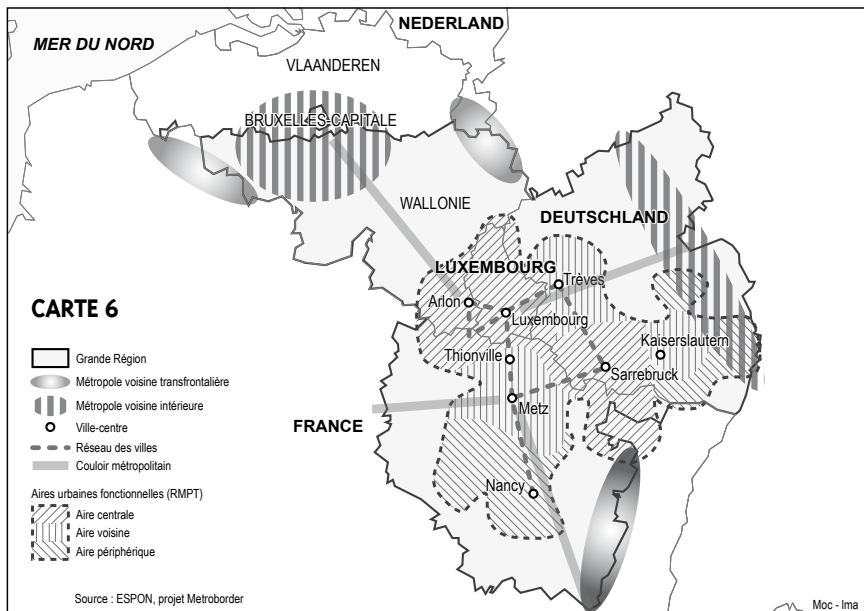 MER DU NORD
NEDERLAND
VLAANDEREN
BRUXELLES-CAPITALE
WALLONIE
DEUTSCHLAND
LUXEMBOURG
Trèves
Arlon
Luxembourg
Thionville
Kaiserslautern
Sarrebruck
Metz
FRANCE
Nancy
CARTE 6
Grande Région
Métropole voisine transfrontalière
Métropole voisine intérieure
Ville-centre
Réseau des villes
Couloir métropolitain
Aires urbaines fonctionnelles (RMPT)
Aire centrale
Aire voisine
Aire périphérique
Source : ESPON, projet Metroborder
Moc - Ima